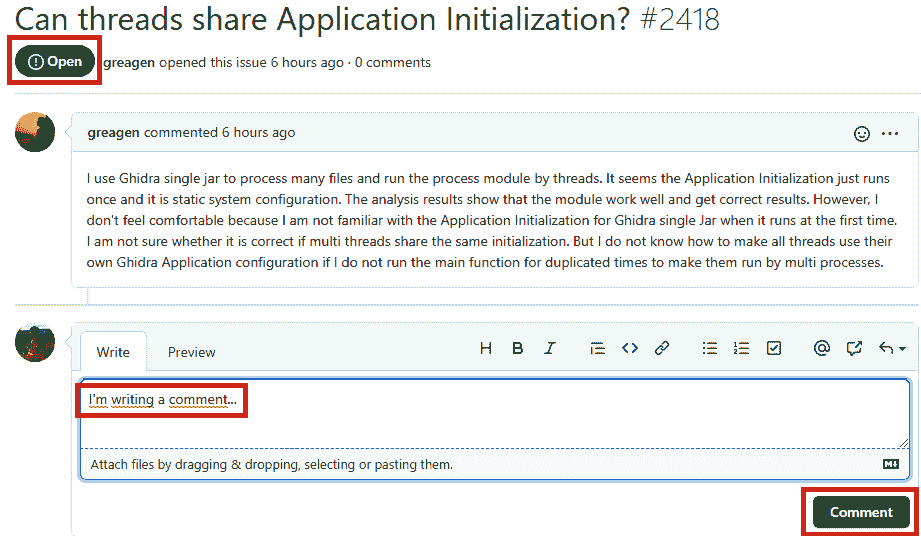 Can threads share Application Initialization? #2418
Open greagen opened this issue 6 hours ago · 0 comments
greagen commented 6 hours ago
I use Ghidra single jar to process many files and run the process module by threads. It seems the Application Initialization just runs
once and it is static system configuration. The analysis results show that the module work well and get correct results. However, I
don't feel comfortable because I am not familiar with the Application Initialization for Ghidra single Jar when it runs at the first time.
I am not sure whether it is correct if multi threads share the same initialization. But I do not know how to make all threads use their
own Ghidra Application configuration if I do not run the main function for duplicated times to make them run by multi processes.
Write Preview H B I
I'm writing a comment...
Attach files by dragging & dropping, selecting or pasting them. M↓
Comment